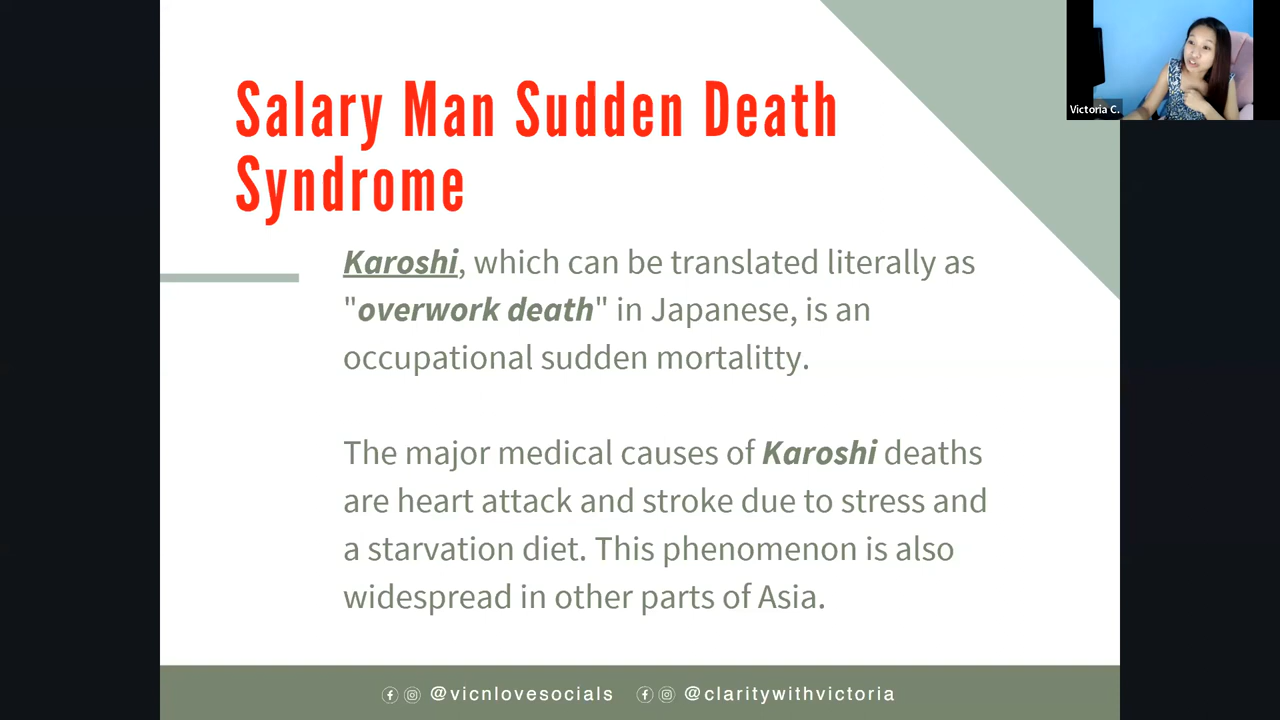 Salary Man Sudden Death
Syndrome
Victoria C.
Karoshi, which can be translated literally as
"overwork death" in Japanese, is an
occupational sudden mortalitty.
The major medical causes of Karoshi deaths
are heart attack and stroke due to stress and
a starvation diet. This phenomenon is also
widespread in other parts of Asia.
@vicnlovesocials @claritywithvictoria